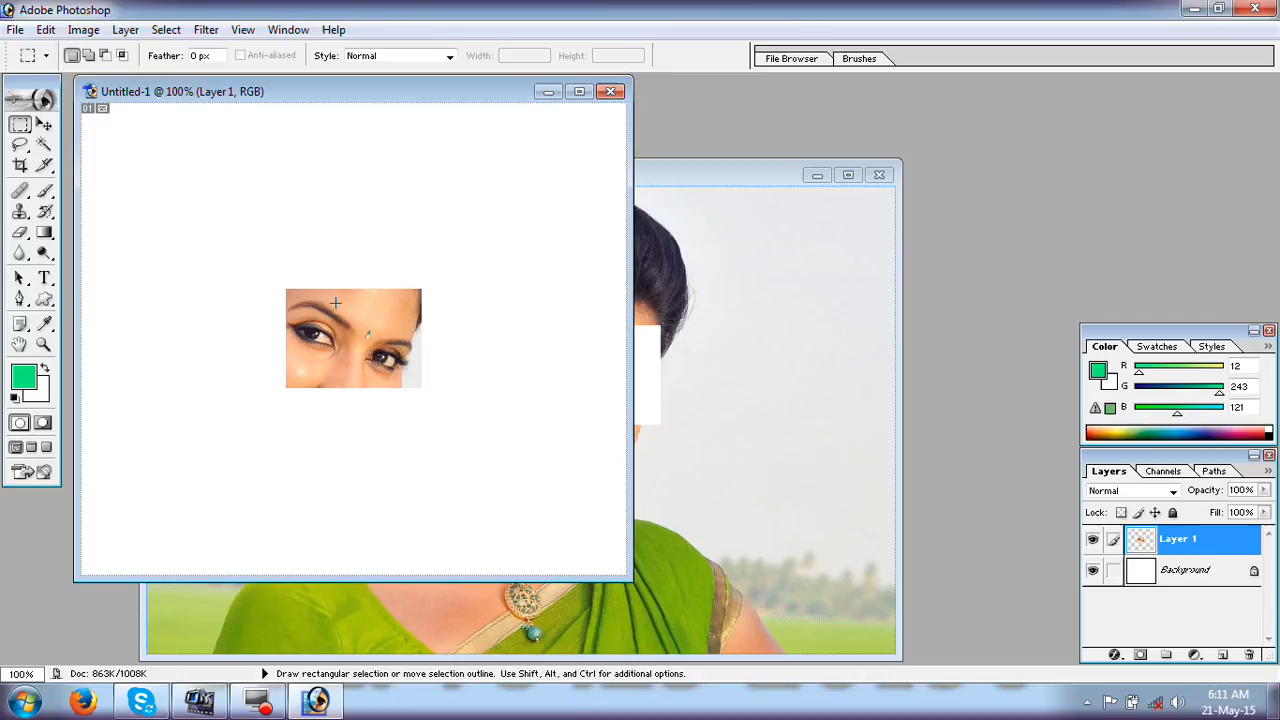 Adobe Photoshop
File Edit Image Layer Select Filter View Window Help
Feather: 0 px Anti-aliased Style: Normal Width: Height: File Browser Brushes
Untitled-1 @ 100% (Layer 1, RGB)
01
Color Swatches Styles
R 12
G 243
B 121
Layers Channels Paths
Normal Opacity: 100%
Lock: Fill: 100%
Layer 1
Background
100% Doc: 863K/1008K Draw rectangular selection or move selection outline. Use Shift, Alt, and Ctrl for additional options.
6:11 AM
21-May-15